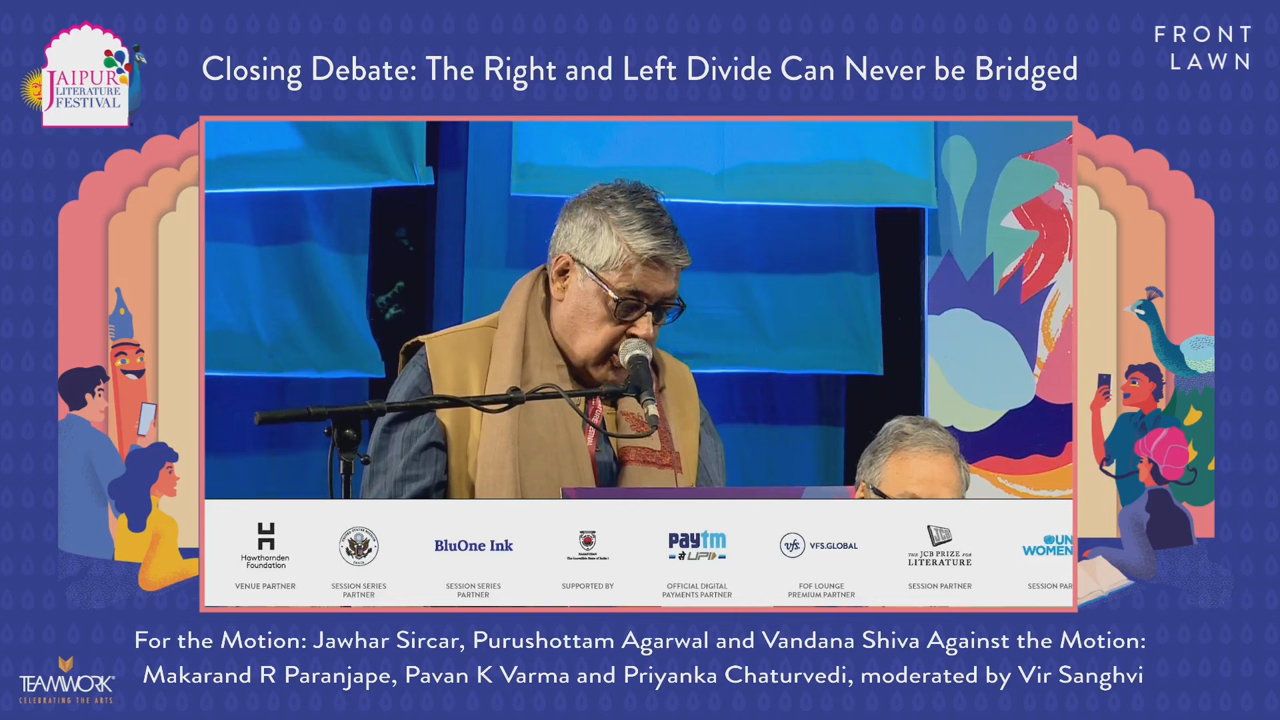 FRONT
LAWN
JAIPUR
LITERATURE
FESTIVAL
Closing Debate: The Right and Left Divide Can Never be Bridged
Hawthornden
Foundation
BluOne Ink
paytm
से UPI
vfs.
VFS.GLOBAL
JCB
THE JCB PRIZE FOR
LITERATURE
UN
WOMEN
VENUE PARTNER
SESSION SERIES
PARTNER
SESSION SERIES
PARTNER
SUPPORTED BY
OFFICIAL DIGITAL
PAYMENTS PARTNER
FOF LOUNGE
PREMIUM PARTNER
SESSION PARTNER
SESSION PAR
For the Motion: Jawhar Sircar, Purushottam Agarwal and Vandana Shiva Against the Motion:
Makarand R Paranjape, Pavan K Varma and Priyanka Chaturvedi, moderated by Vir Sanghvi
TEAMWORK
CELEBRATING THE ARTS